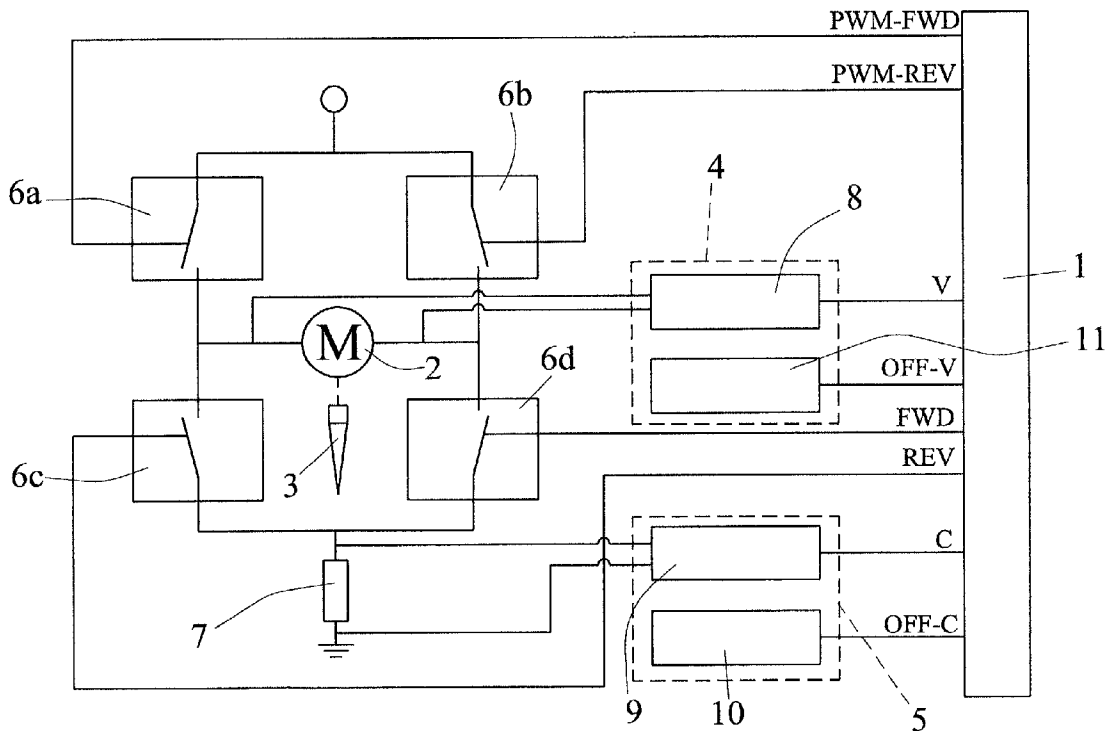 PWM-FWD
PWM-REV
6b
6a
4
8
1
V
M
2
11
6d
OFF-V
FWD
REV
6c
3
C
7
OFF-C
9
10
5